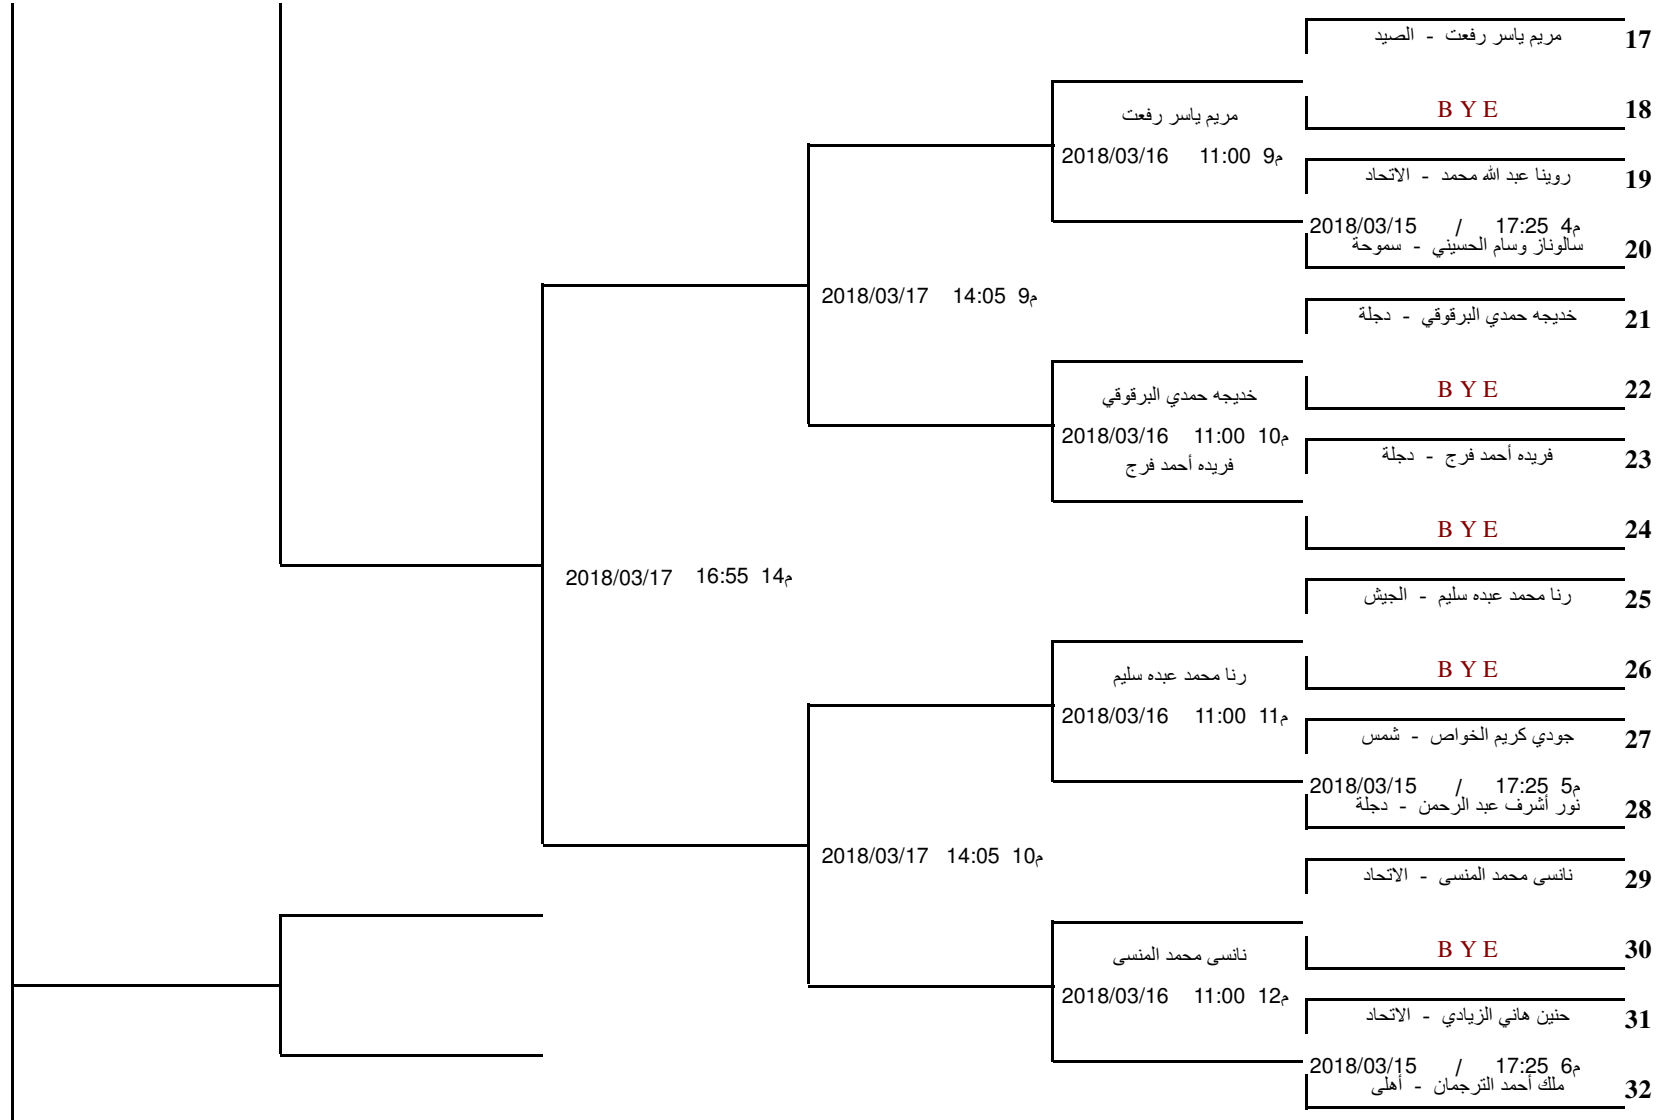 مريم ياسر رفعت - الصيد 17
مريم ياسر رفعت
B Y E 18
2018/03/16 11:00 م9
روينا عبد الله محمد - الاتحاد 19
2018/03/15 / 17:25 م4
سالوناز وسام الحسيني - سموحة 20
2018/03/17 14:05 م9
خديجه حمدي البرقوقي - دجلة 21
خديجه حمدي البرقوقي
B Y E 22
2018/03/16 11:00 م10
فريده أحمد فرج
فريده أحمد فرج - دجلة 23
B Y E 24
2018/03/17 16:55 م14
رنا محمد عبده سليم - الجيش 25
رنا محمد عبده سليم
B Y E 26
2018/03/16 11:00 م11
جودي كريم الخواص - شمس 27
2018/03/15 / 17:25 م5
نور أشرف عبد الرحمن - دجلة 28
2018/03/17 14:05 م10
نانسى محمد المنسى - الاتحاد 29
نانسى محمد المنسى
B Y E 30
2018/03/16 11:00 م12
حنين هاني الزيادي - الاتحاد 31
2018/03/15 / 17:25 م6
ملك أحمد الترجمان - أهلى 32